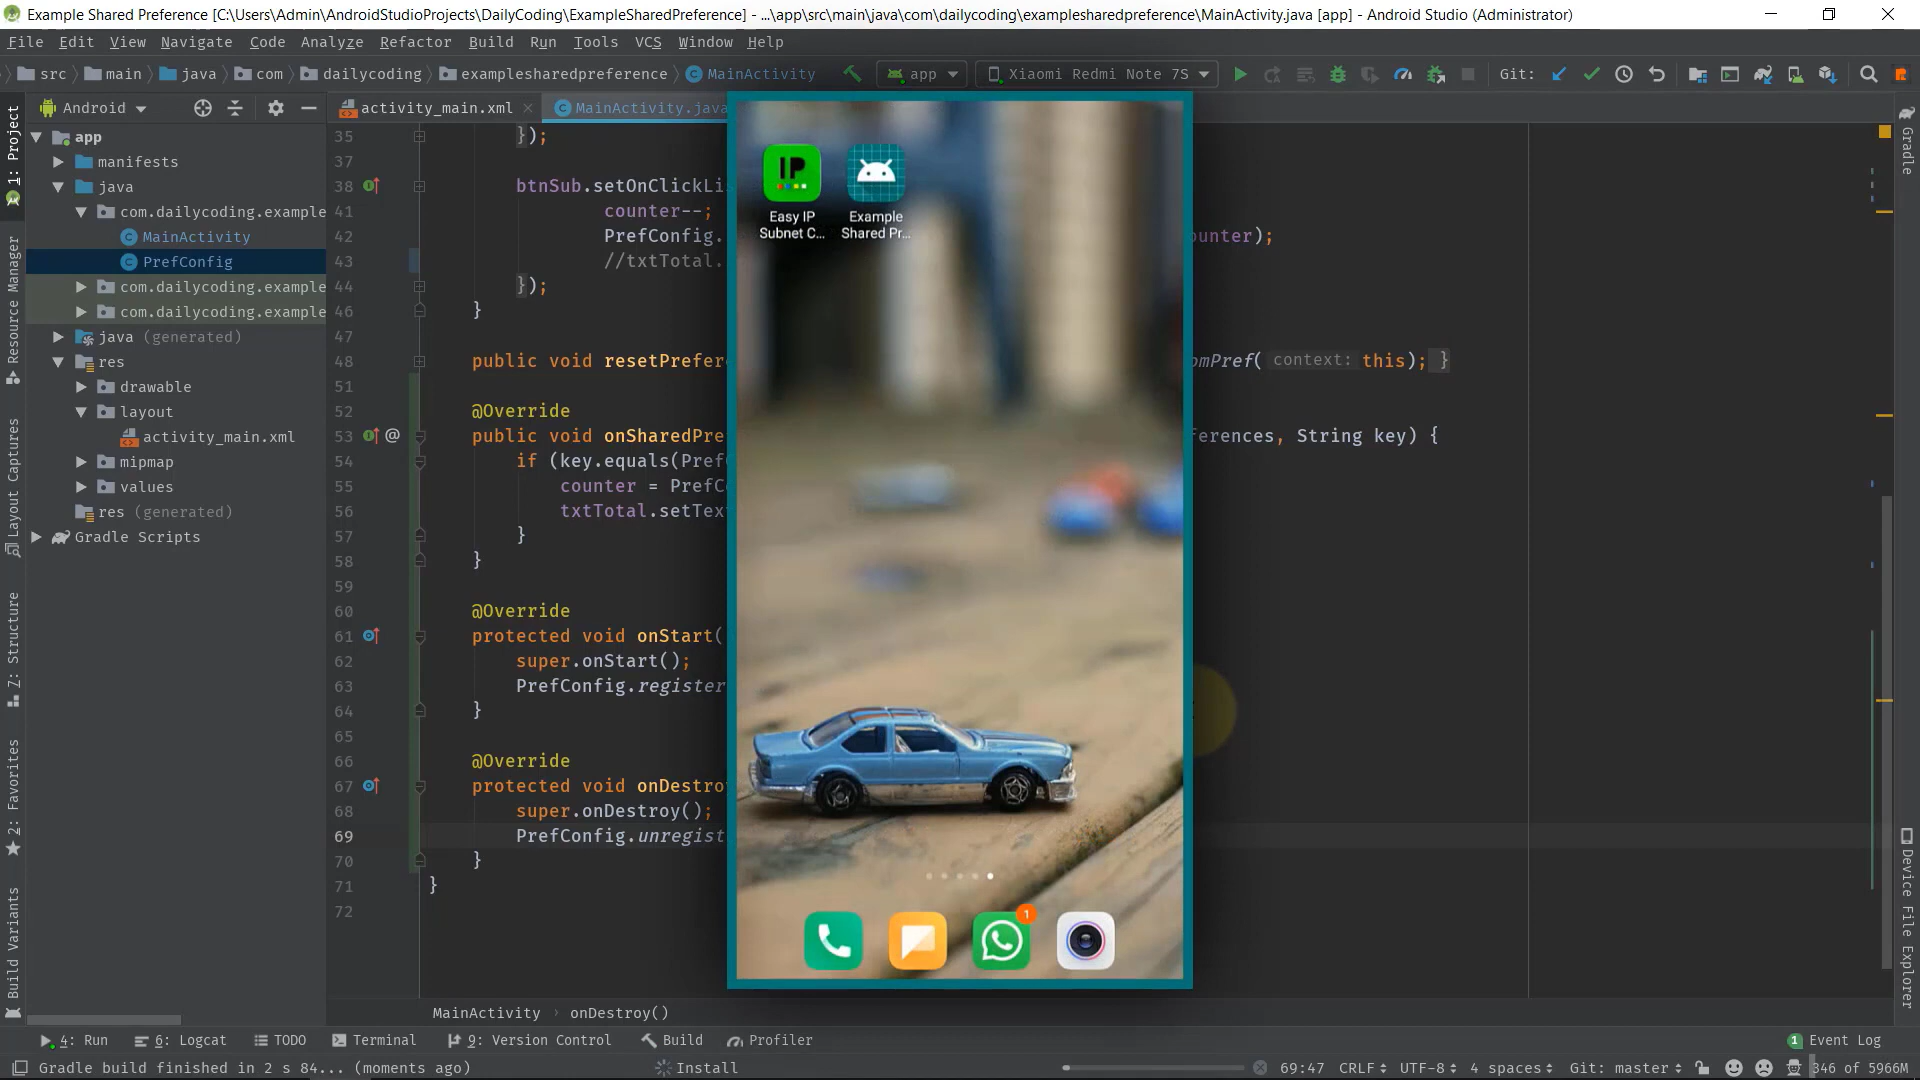 Example Shared Preference [C:\Users\Admin\AndroidStudioProjects\DailyCoding\ExampleSharedPreference] - ...\app\src\main\java\com\dailycoding\examplesharedpreference\MainActivity.java [app] - Android Studio (Administrator)
File Edit View Navigate Code Analyze Refactor Build Run Tools VCS Window Help
src main java com dailycoding examplesharedpreference MainActivity app Xiaomi Redmi Note 7S Git:
Android activity_main.xml MainActivity.java
1: Project
Resource Manager
Layout Captures
7: Structure
2: Favorites
Build Variants
app
manifests
java
com.dailycoding.example
MainActivity
PrefConfig
com.dailycoding.example
com.dailycoding.example
java (generated)
res
drawable
layout
activity_main.xml
mipmap
values
res (generated)
Gradle Scripts
35 });
37
38 btnSub.setOnClickLi
41 counter--;
42 PrefConfig. ounter);
43 //txtTotal.
44 });
46 }
47
48 public void resetPrefer omPref( context: this); }
51
52 @Override
53 @ public void onSharedPre ferences, String key) {
54 if (key.equals(Pref
55 counter = PrefC
56 txtTotal.setTex
57 }
58 }
59
60 @Override
61 protected void onStart(
62 super.onStart();
63 PrefConfig.register
64 }
65
66 @Override
67 protected void onDestro
68 super.onDestroy();
69 PrefConfig.unregist
70 }
71 }
72
IP
Easy IP
Subnet C...
Example
Shared Pr...
1
Gradle
Device File Explorer
MainActivity › onDestroy()
4: Run 6: Logcat TODO Terminal 9: Version Control Build Profiler 1 Event Log
Gradle build finished in 2 s 84... (moments ago) Install 69:47 CRLF UTF-8 4 spaces Git: master 346 of 5966M